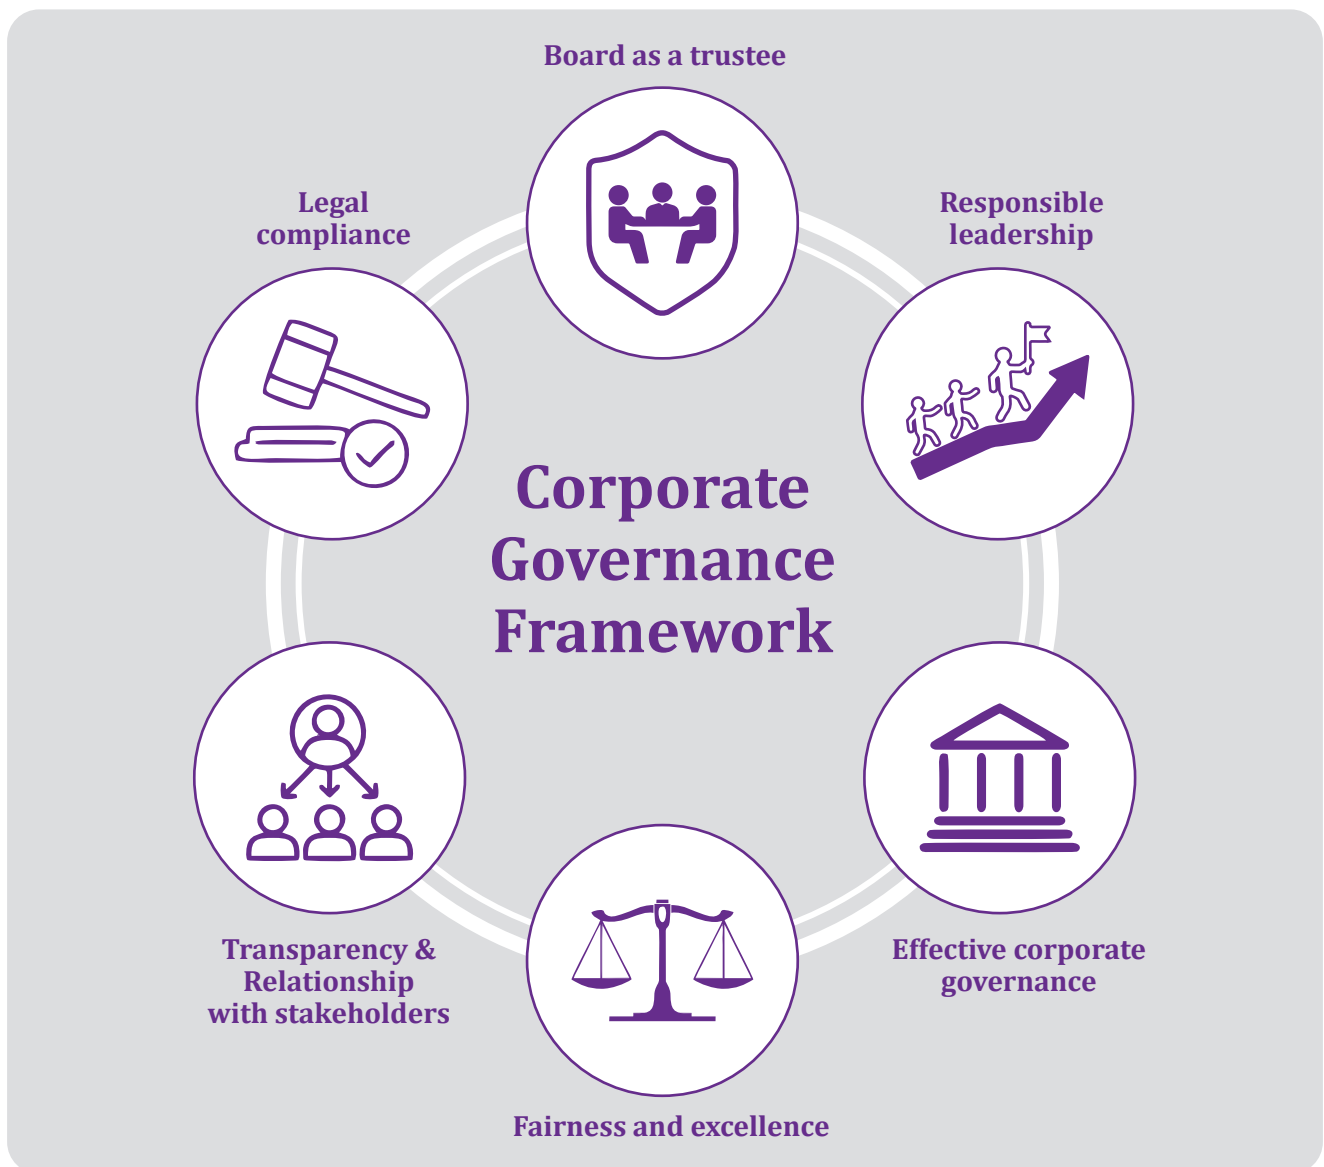 Board as a trustee
Legal
compliance
Responsible
leadership
Corporate
Governance
Framework
Transparency &
Relationship
with stakeholders
Effective corporate
governance
Fairness and excellence